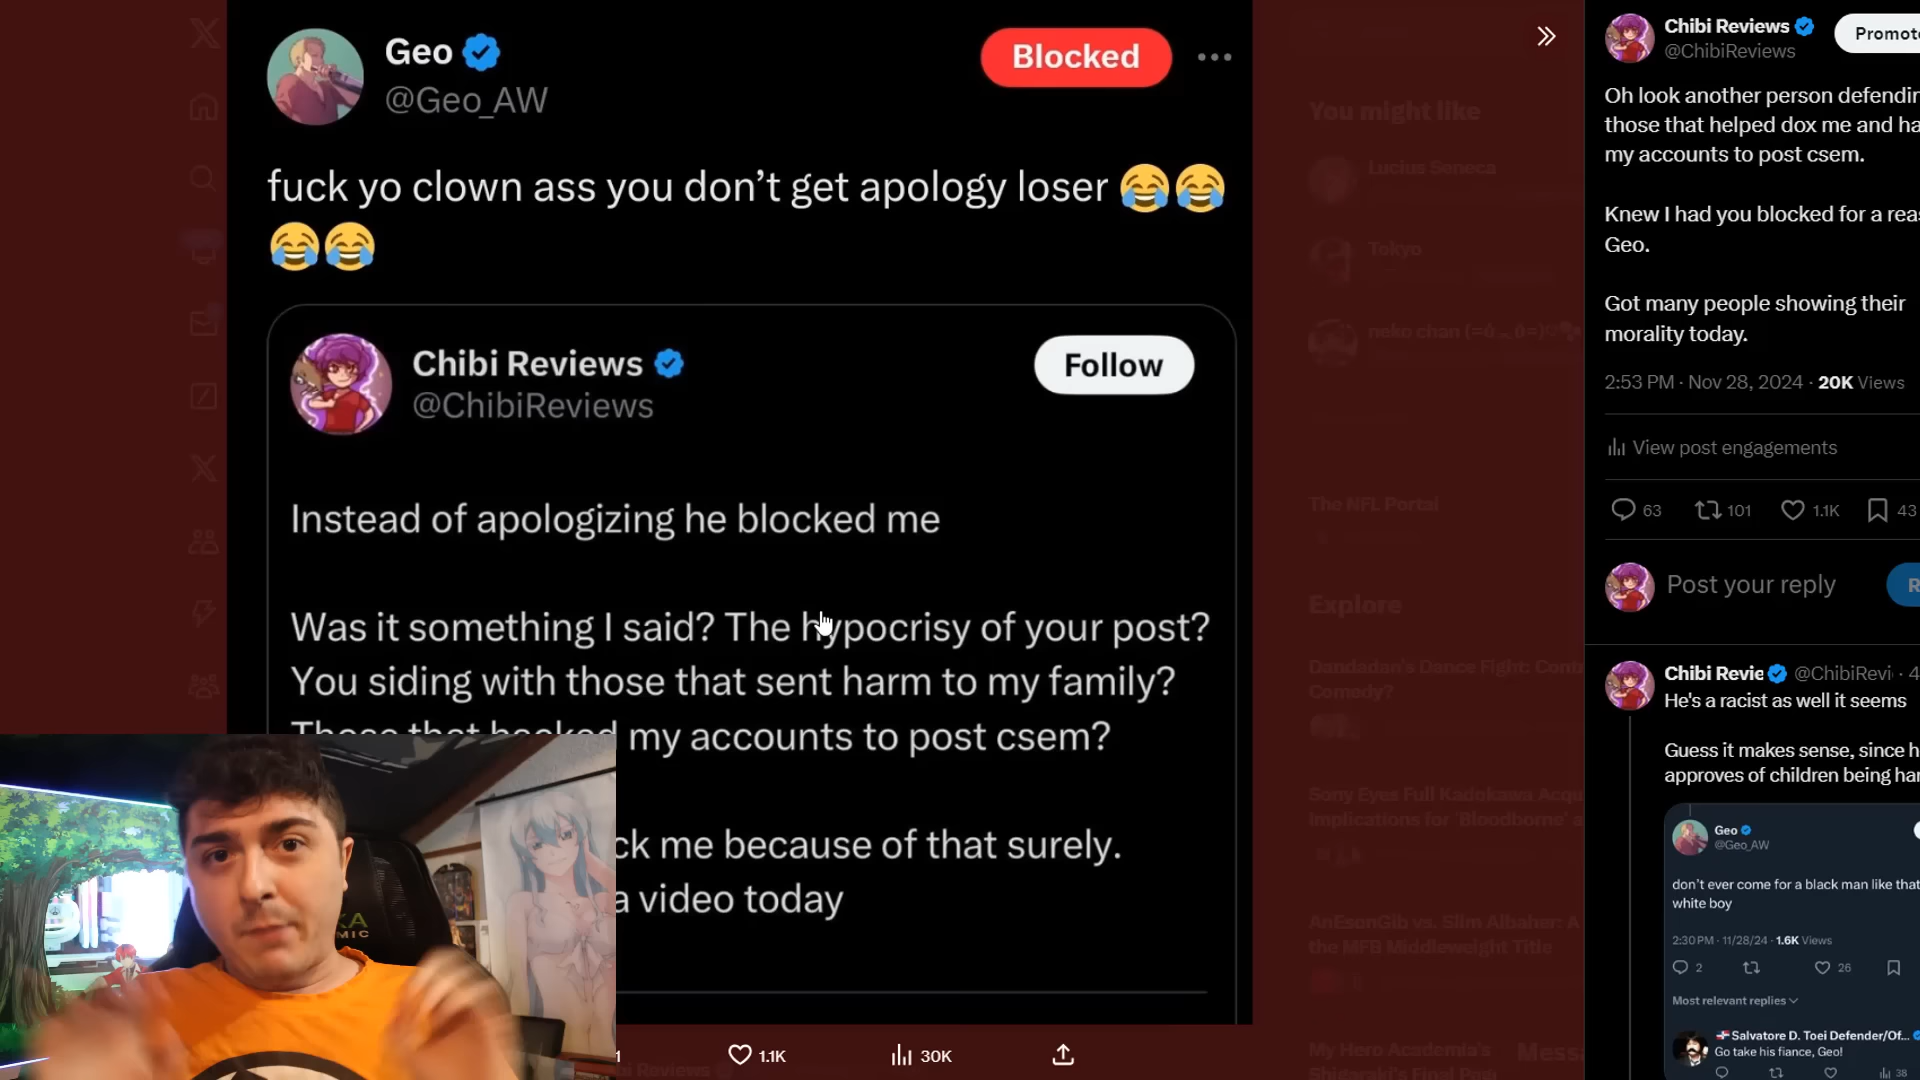 Geo
@Geo_AW
Blocked
fuck yo clown ass you don’t get apology loser 😂😂
😂😂
Chibi Reviews
@ChibiReviews
Follow
Instead of apologizing he blocked me
Was it something I said? The hypocrisy of your post?
You siding with those that sent harm to my family?
Those that hacked my accounts to post csem?
ck me because of that surely.
a video today
1.1K
30K
You might like
Lucius Seneca
Tokyo
neko chan
The NFL Portal
Explore
Dandadan's Dance Fight: Cont
Comedy?
Sony Eyes Full Kadokawa Acqu
Implications for 'Bloodborne' a
AnEsonGib vs. Slim Albaher: A
the MFB Middleweight Title
My Hero Academia's
Shigaraki's Final Page
Mess
Chibi Reviews
@ChibiReviews
Promote
Oh look another person defendin
those that helped dox me and ha
my accounts to post csem.
Knew I had you blocked for a rea
Geo.
Got many people showing their
morality today.
2:53 PM · Nov 28, 2024 · 20K Views
View post engagements
63
101
1.1K
43
Post your reply
R
Chibi Revie @ChibiRevi · 4
He's a racist as well it seems
Guess it makes sense, since h
approves of children being har
Geo
@Geo_AW
don’t ever come for a black man like that
white boy
2:30 PM · 11/28/24 · 1.6K Views
2
26
Most relevant replies
Salvatore D. Toei Defender/Of...
Go take his fiance, Geo!
38